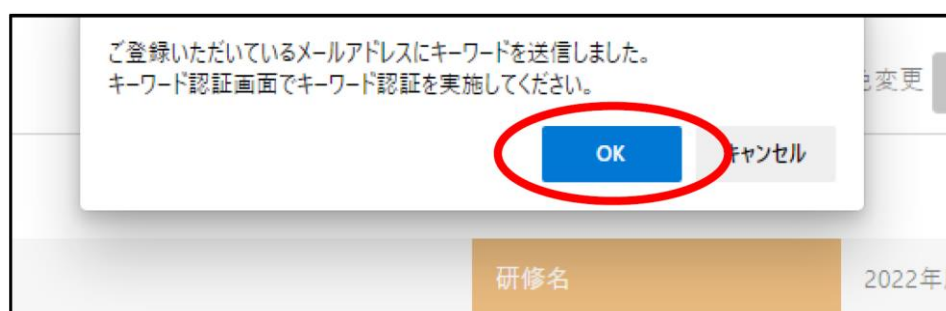 ご登録いただいているメールアドレスにキーワードを送信しました。
キーワード認証画面でキーワード認証を実施してください。
色変更
OK
キャンセル
研修名
2022年